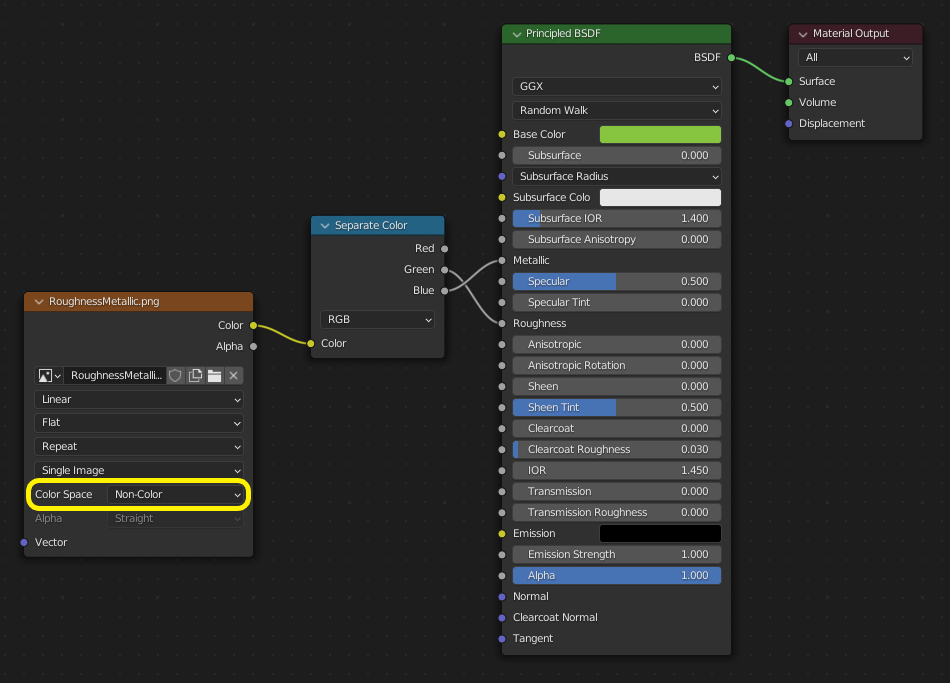 RoughnessMetallic.png
Color
Alpha
RoughnessMetalli...
Linear
Flat
Repeat
Single Image
Color Space Non-Color
Alpha Straight
Vector
Separate Color
Red
Green
Blue
RGB
Color
Principled BSDF
BSDF
GGX
Random Walk
Base Color
Subsurface 0.000
Subsurface Radius
Subsurface Colo
Subsurface IOR 1.400
Subsurface Anisotropy 0.000
Metallic
Specular 0.500
Specular Tint 0.000
Roughness
Anisotropic 0.000
Anisotropic Rotation 0.000
Sheen 0.000
Sheen Tint 0.500
Clearcoat 0.000
Clearcoat Roughness 0.030
IOR 1.450
Transmission 0.000
Transmission Roughness 0.000
Emission
Emission Strength 1.000
Alpha 1.000
Normal
Clearcoat Normal
Tangent
Material Output
All
Surface
Volume
Displacement